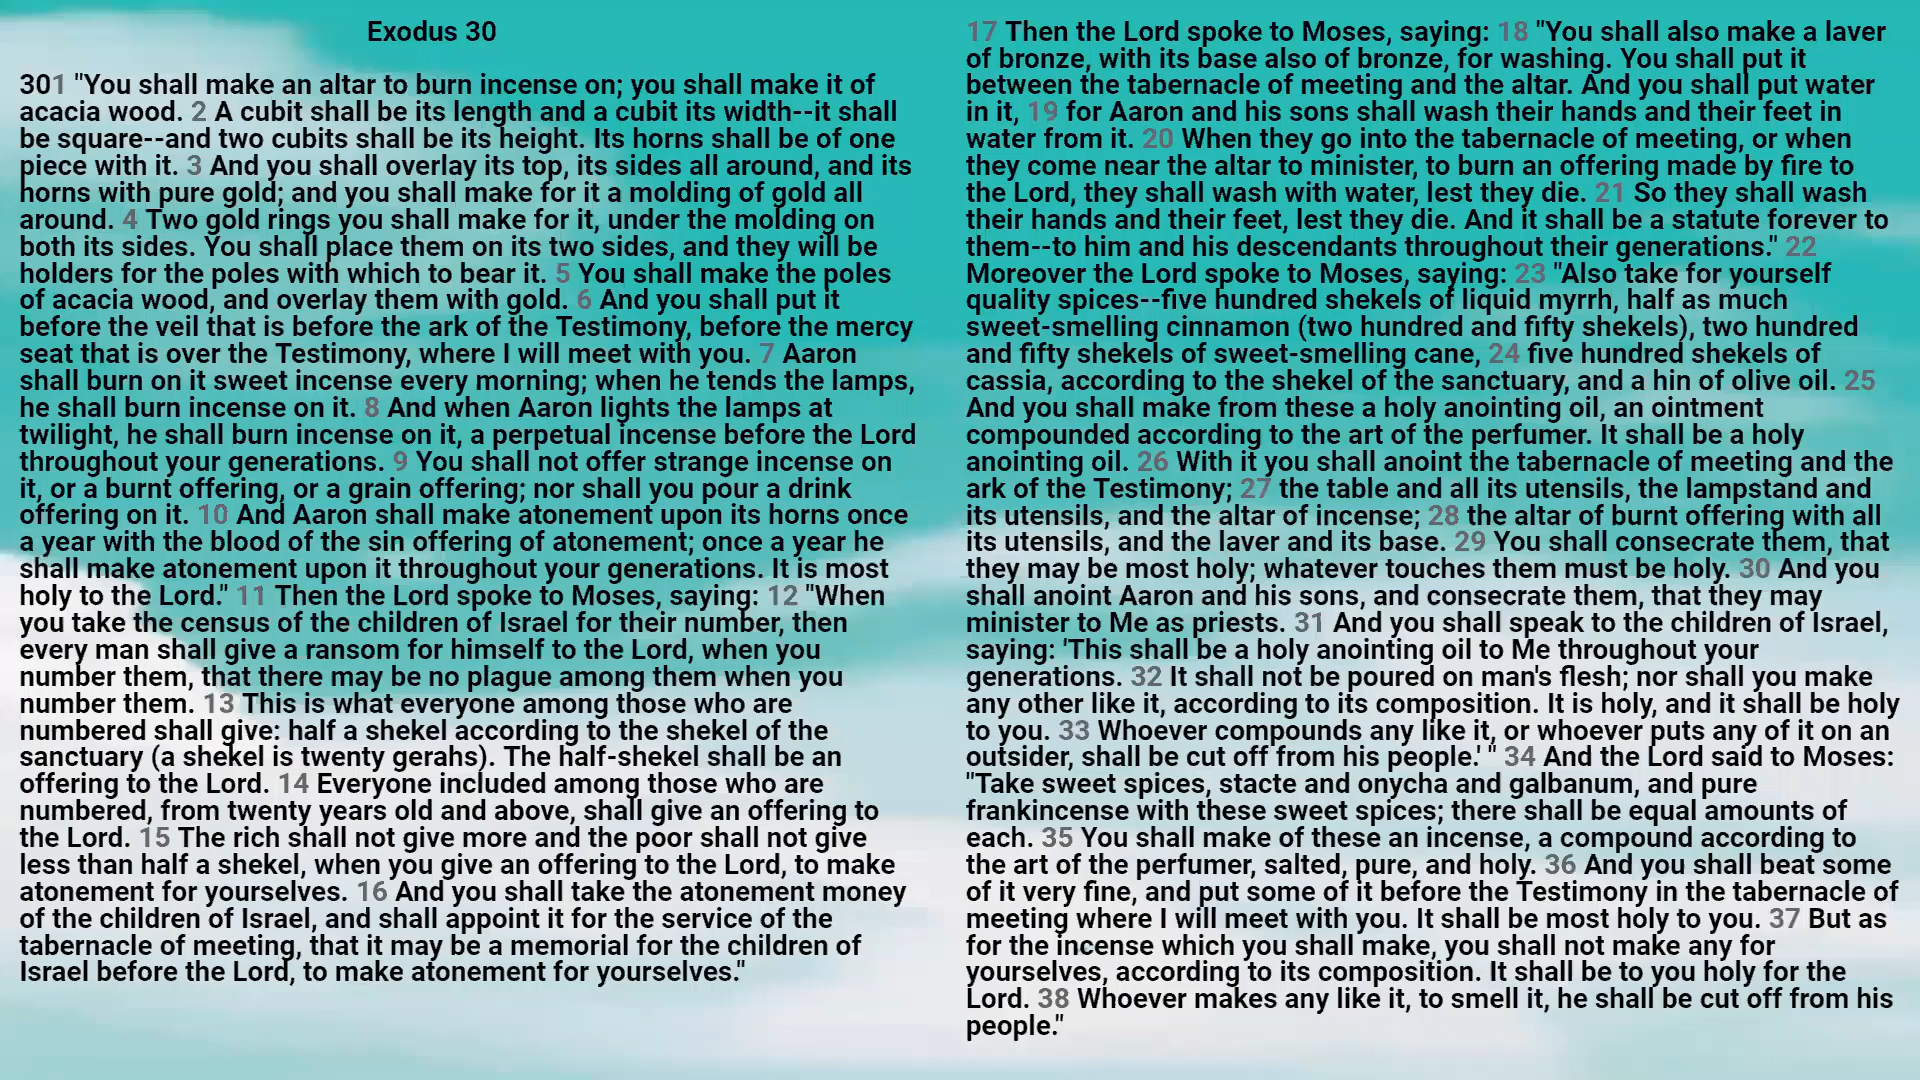 Exodus 30
301 "You shall make an altar to burn incense on; you shall make it of
acacia wood. 2 A cubit shall be its length and a cubit its width--it shall
be square--and two cubits shall be its height. Its horns shall be of one
piece with it. 3 And you shall overlay its top, its sides all around, and its
horns with pure gold; and you shall make for it a molding of gold all
around. 4 Two gold rings you shall make for it, under the molding on
both its sides. You shall place them on its two sides, and they will be
holders for the poles with which to bear it. 5 You shall make the poles
of acacia wood, and overlay them with gold. 6 And you shall put it
before the veil that is before the ark of the Testimony, before the mercy
seat that is over the Testimony, where I will meet with you. 7 Aaron
shall burn on it sweet incense every morning; when he tends the lamps,
he shall burn incense on it. 8 And when Aaron lights the lamps at
twilight, he shall burn incense on it, a perpetual incense before the Lord
throughout your generations. 9 You shall not offer strange incense on
it, or a burnt offering, or a grain offering; nor shall you pour a drink
offering on it. 10 And Aaron shall make atonement upon its horns once
a year with the blood of the sin offering of atonement; once a year he
shall make atonement upon it throughout your generations. It is most
holy to the Lord." 11 Then the Lord spoke to Moses, saying: 12 "When
you take the census of the children of Israel for their number, then
every man shall give a ransom for himself to the Lord, when you
number them, that there may be no plague among them when you
number them. 13 This is what everyone among those who are
numbered shall give: half a shekel according to the shekel of the
sanctuary (a shekel is twenty gerahs). The half-shekel shall be an
offering to the Lord. 14 Everyone included among those who are
numbered, from twenty years old and above, shall give an offering to
the Lord. 15 The rich shall not give more and the poor shall not give
less than half a shekel, when you give an offering to the Lord, to make
atonement for yourselves. 16 And you shall take the atonement money
of the children of Israel, and shall appoint it for the service of the
tabernacle of meeting, that it may be a memorial for the children of
Israel before the Lord, to make atonement for yourselves."
17 Then the Lord spoke to Moses, saying: 18 "You shall also make a laver
of bronze, with its base also of bronze, for washing. You shall put it
between the tabernacle of meeting and the altar. And you shall put water
in it, 19 for Aaron and his sons shall wash their hands and their feet in
water from it. 20 When they go into the tabernacle of meeting, or when
they come near the altar to minister, to burn an offering made by fire to
the Lord, they shall wash with water, lest they die. 21 So they shall wash
their hands and their feet, lest they die. And it shall be a statute forever to
them--to him and his descendants throughout their generations." 22
Moreover the Lord spoke to Moses, saying: 23 "Also take for yourself
quality spices--five hundred shekels of liquid myrrh, half as much
sweet-smelling cinnamon (two hundred and fifty shekels), two hundred
and fifty shekels of sweet-smelling cane, 24 five hundred shekels of
cassia, according to the shekel of the sanctuary, and a hin of olive oil. 25
And you shall make from these a holy anointing oil, an ointment
compounded according to the art of the perfumer. It shall be a holy
anointing oil. 26 With it you shall anoint the tabernacle of meeting and the
ark of the Testimony; 27 the table and all its utensils, the lampstand and
its utensils, and the altar of incense; 28 the altar of burnt offering with all
its utensils, and the laver and its base. 29 You shall consecrate them, that
they may be most holy; whatever touches them must be holy. 30 And you
shall anoint Aaron and his sons, and consecrate them, that they may
minister to Me as priests. 31 And you shall speak to the children of Israel,
saying: 'This shall be a holy anointing oil to Me throughout your
generations. 32 It shall not be poured on man's flesh; nor shall you make
any other like it, according to its composition. It is holy, and it shall be holy
to you. 33 Whoever compounds any like it, or whoever puts any of it on an
outsider, shall be cut off from his people.' " 34 And the Lord said to Moses:
"Take sweet spices, stacte and onycha and galbanum, and pure
frankincense with these sweet spices; there shall be equal amounts of
each. 35 You shall make of these an incense, a compound according to
the art of the perfumer, salted, pure, and holy. 36 And you shall beat some
of it very fine, and put some of it before the Testimony in the tabernacle of
meeting where I will meet with you. It shall be most holy to you. 37 But as
for the incense which you shall make, you shall not make any for
yourselves, according to its composition. It shall be to you holy for the
Lord. 38 Whoever makes any like it, to smell it, he shall be cut off from his
people."